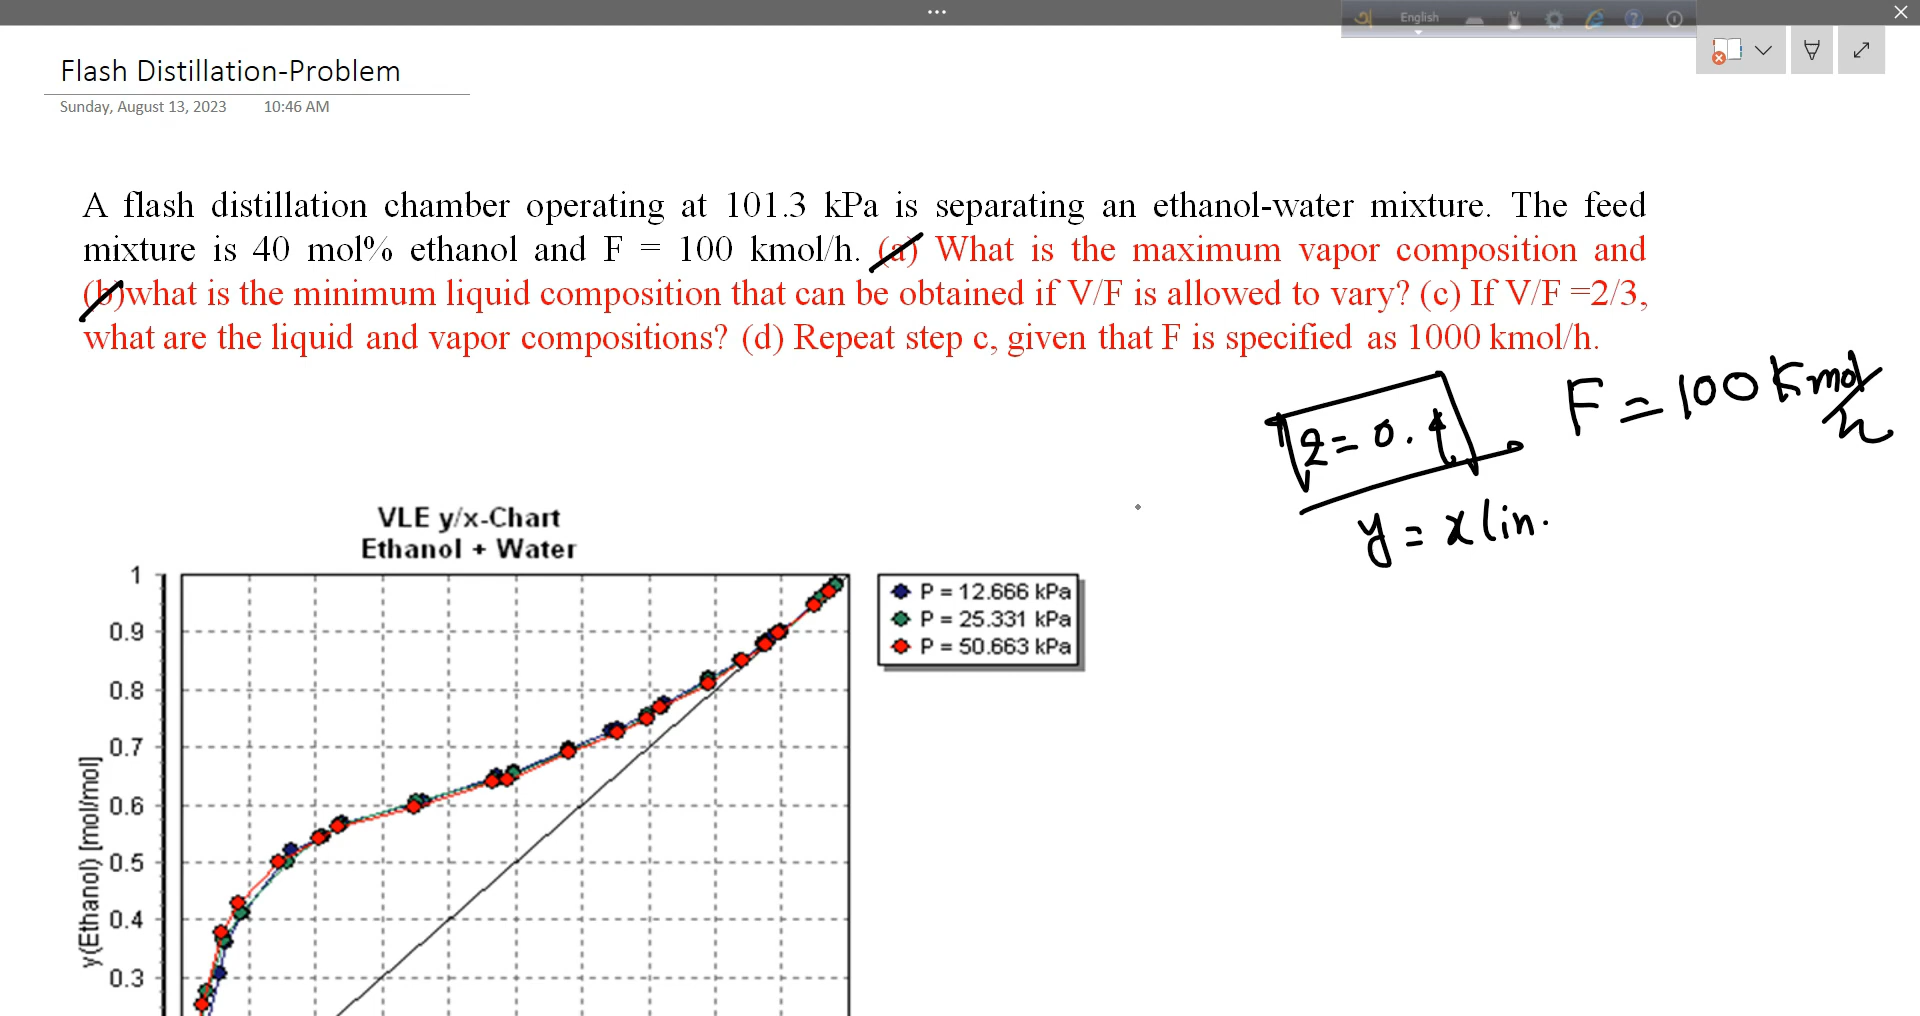 English
Flash Distillation-Problem
Sunday, August 13, 2023 10:46 AM
A flash distillation chamber operating at 101.3 kPa is separating an ethanol-water mixture. The feed
mixture is 40 mol% ethanol and F = 100 kmol/h. (a) What is the maximum vapor composition and
(b)what is the minimum liquid composition that can be obtained if V/F is allowed to vary? (c) If V/F =2/3,
what are the liquid and vapor compositions? (d) Repeat step c, given that F is specified as 1000 kmol/h.
F = 100 Kmol/h
z = 0.4
y = x lin.
VLE y/x-Chart
Ethanol + Water
P = 12.666 kPa
P = 25.331 kPa
P = 50.663 kPa
y(Ethanol) [mol/mol]
1
0.9
0.8
0.7
0.6
0.5
0.4
0.3